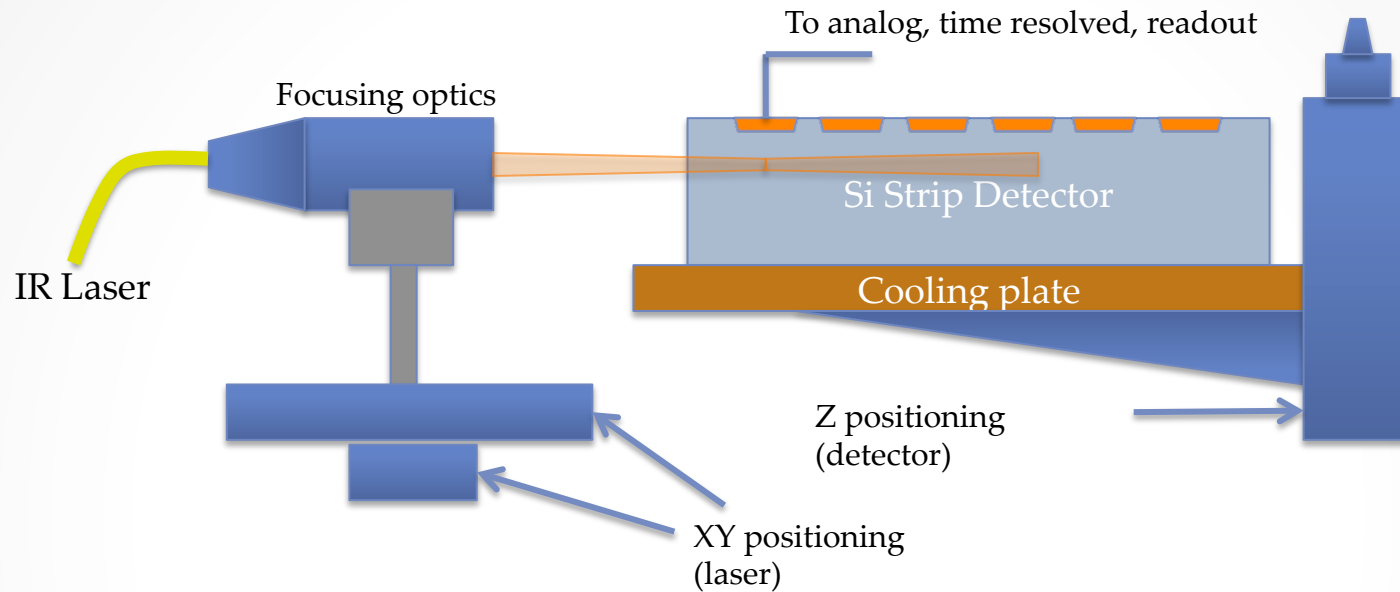 To analog, time resolved, readout
Focusing optics
Si Strip Detector
IR Laser
Cooling plate
Z positioning
(detector)
XY positioning
(laser)